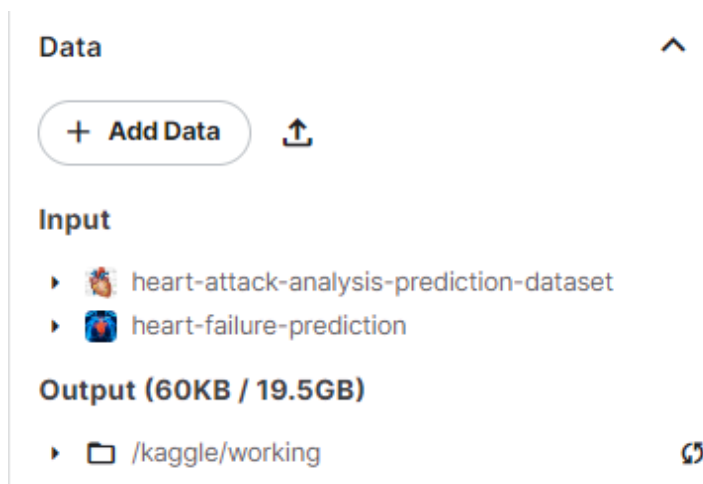 Data
+ Add Data
Input
heart-attack-analysis-prediction-dataset
heart-failure-prediction
Output (60KB / 19.5GB)
/kaggle/working